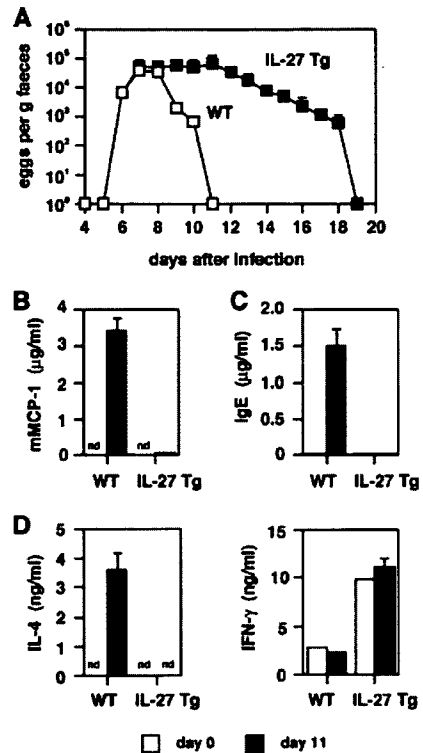 A
eggs per g faeces
10⁶
10⁵
10⁴
10³
10²
10¹
10⁰
IL-27 Tg
WT
4 6 8 10 12 14 16 18 20
days after infection
B
mMCP-1 (µg/ml)
4
3
2
1
0
nd nd
WT IL-27 Tg
C
IgE (µg/ml)
2.0
1.5
1.0
0.5
0
WT IL-27 Tg
D
IL-4 (ng/ml)
5
4
3
2
1
0
nd nd nd
WT IL-27 Tg
IFN-γ (ng/ml)
15
10
5
0
WT IL-27 Tg
day 0 day 11